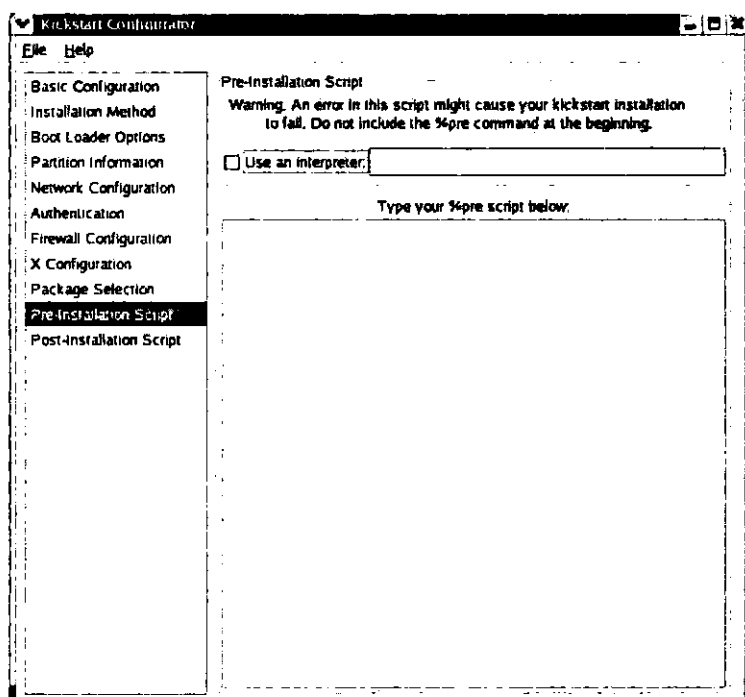 Kickstart Configurator
File Help
Basic Configuration
Installation Method
Boot Loader Options
Partition Information
Network Configuration
Authentication
Firewall Configuration
X Configuration
Package Selection
Pre-Installation Script
Post-Installation Script
Pre-Installation Script
Warning. An error in this script might cause your kickstart installation
to fail. Do not include the %pre command at the beginning.
Use an interpreter:
Type your %pre script below: